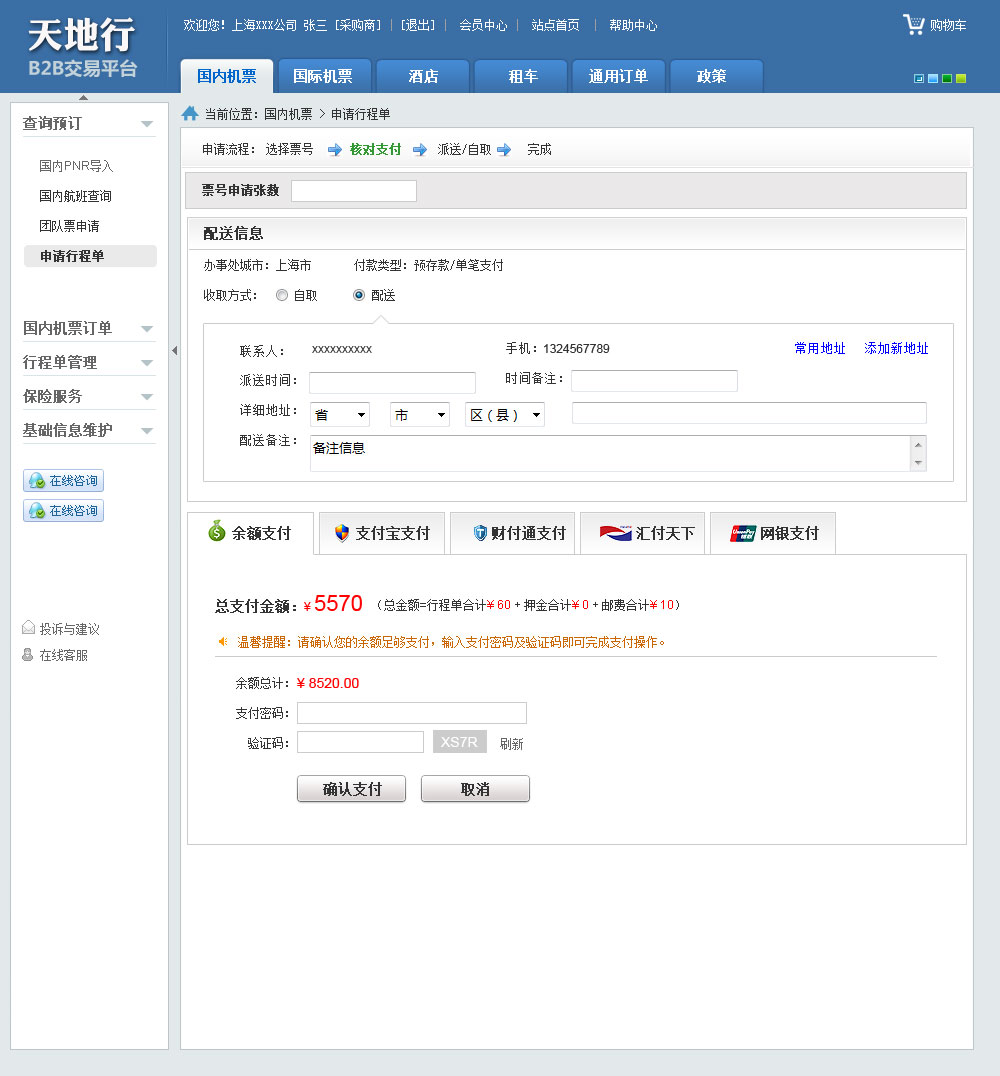 天地行
B2B交易平台
欢迎您! 上海XXX公司 张三 [采购商] | [退出] | 会员中心 | 站点首页 | 帮助中心
购物车
国内机票 国际机票 酒店 租车 通用订单 政策
查询预订
国内PNR导入
国内航班查询
团队票申请
申请行程单
国内机票订单
行程单管理
保险服务
基础信息维护
在线咨询
在线咨询
投诉与建议
在线客服
当前位置: 国内机票 > 申请行程单
申请流程: 选择票号 核对支付 派送/自取 完成
票号申请张数
配送信息
办事处城市: 上海市 付款类型: 预存款/单笔支付
收取方式: 自取 配送
联系人: xxxxxxxxxx 手机: 1324567789 常用地址 添加新地址
派送时间: 时间备注:
详细地址: 省 市 区(县)
配送备注: 备注信息
余额支付 支付宝支付 财付通支付 汇付天下 网银支付
总支付金额: ¥ 5570 (总金额=行程单合计¥ 60 + 押金合计¥ 0 + 邮费合计¥ 10)
温馨提醒: 请确认您的余额足够支付, 输入支付密码及验证码即可完成支付操作。
余额总计: ¥ 8520.00
支付密码:
验证码: XS7R 刷新
确认支付 取消